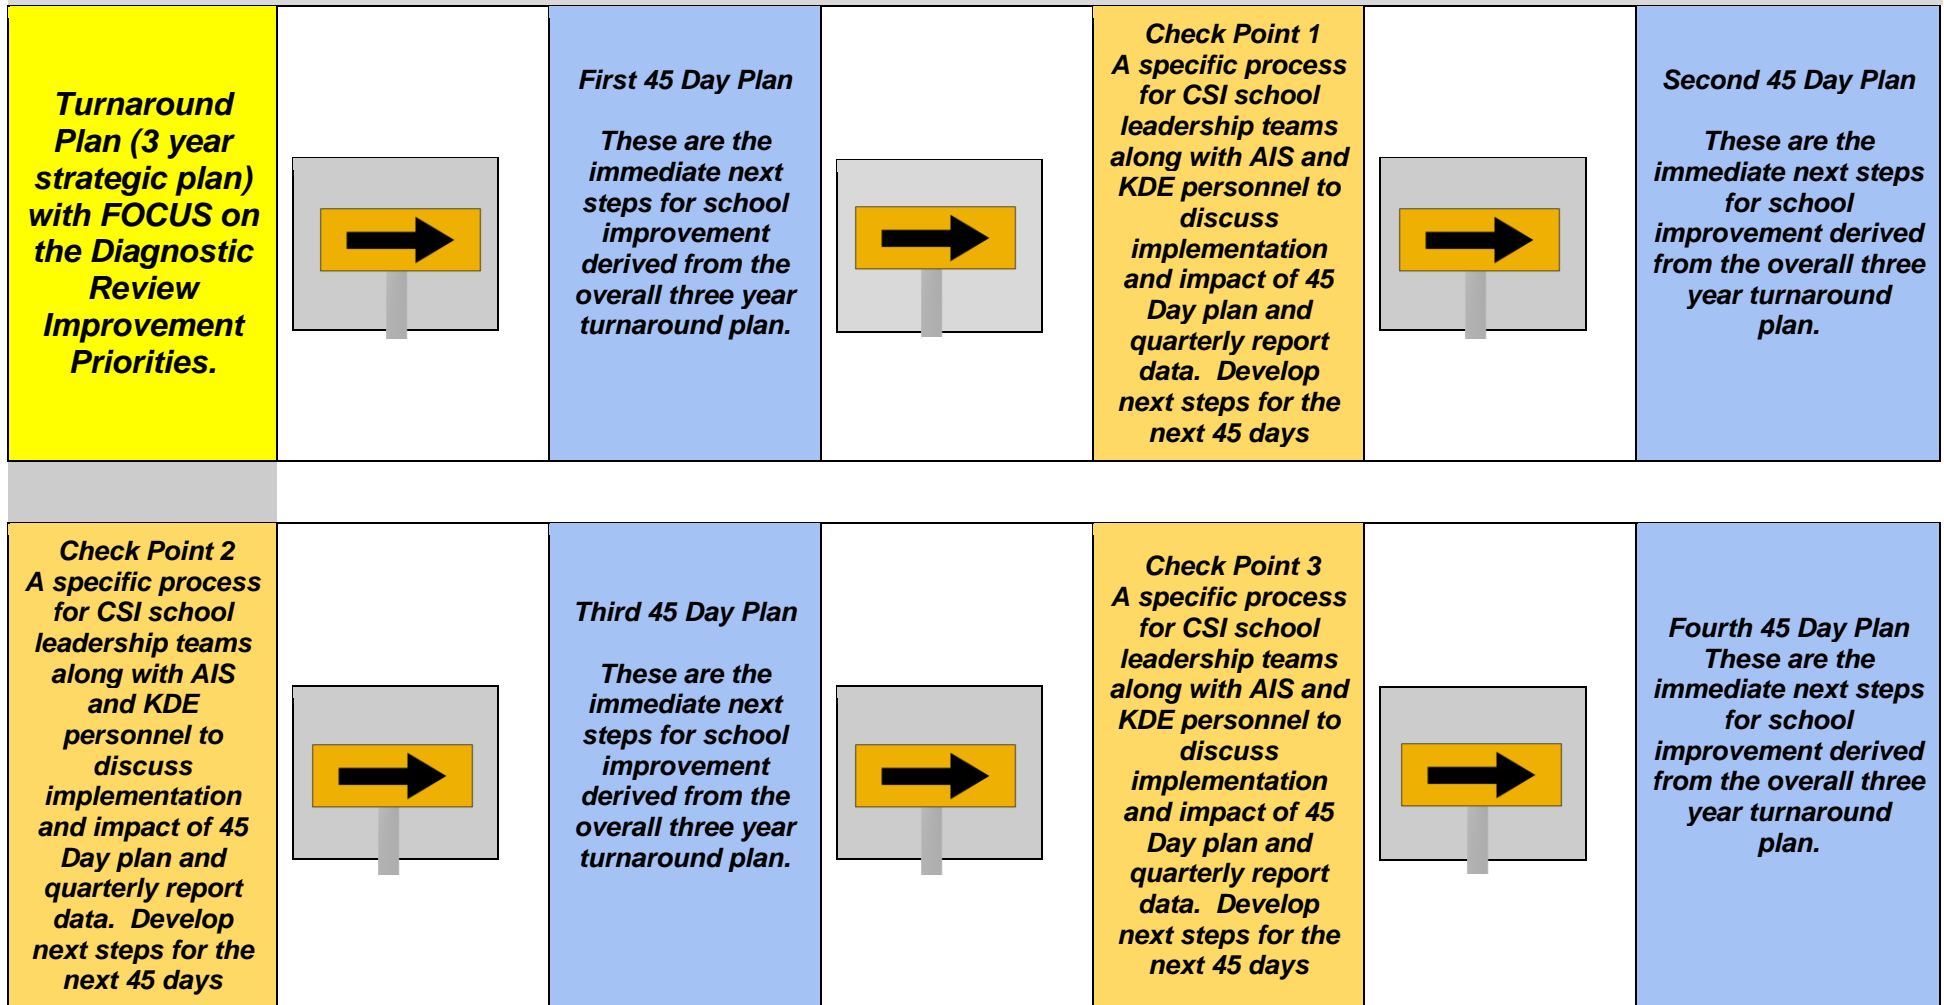 Turnaround
Plan (3 year
strategic plan)
with FOCUS on
the Diagnostic
Review
Improvement
Priorities.
First 45 Day Plan
These are the
immediate next
steps for school
improvement
derived from the
overall three year
turnaround plan.
Check Point 1
A specific process
for CSI school
leadership teams
along with AIS and
KDE personnel to
discuss
implementation
and impact of 45
Day plan and
quarterly report
data.  Develop
next steps for the
next 45 days
Second 45 Day Plan
These are the
immediate next steps
for school
improvement derived
from the overall three
year turnaround
plan.
Check Point 2
A specific process
for CSI school
leadership teams
along with AIS
and KDE
personnel to
discuss
implementation
and impact of 45
Day plan and
quarterly report
data.  Develop
next steps for the
next 45 days
Third 45 Day Plan
These are the
immediate next
steps for school
improvement
derived from the
overall three year
turnaround plan.
Check Point 3
A specific process
for CSI school
leadership teams
along with AIS and
KDE personnel to
discuss
implementation
and impact of 45
Day plan and
quarterly report
data.  Develop
next steps for the
next 45 days
Fourth 45 Day Plan
These are the
immediate next steps
for school
improvement derived
from the overall three
year turnaround
plan.